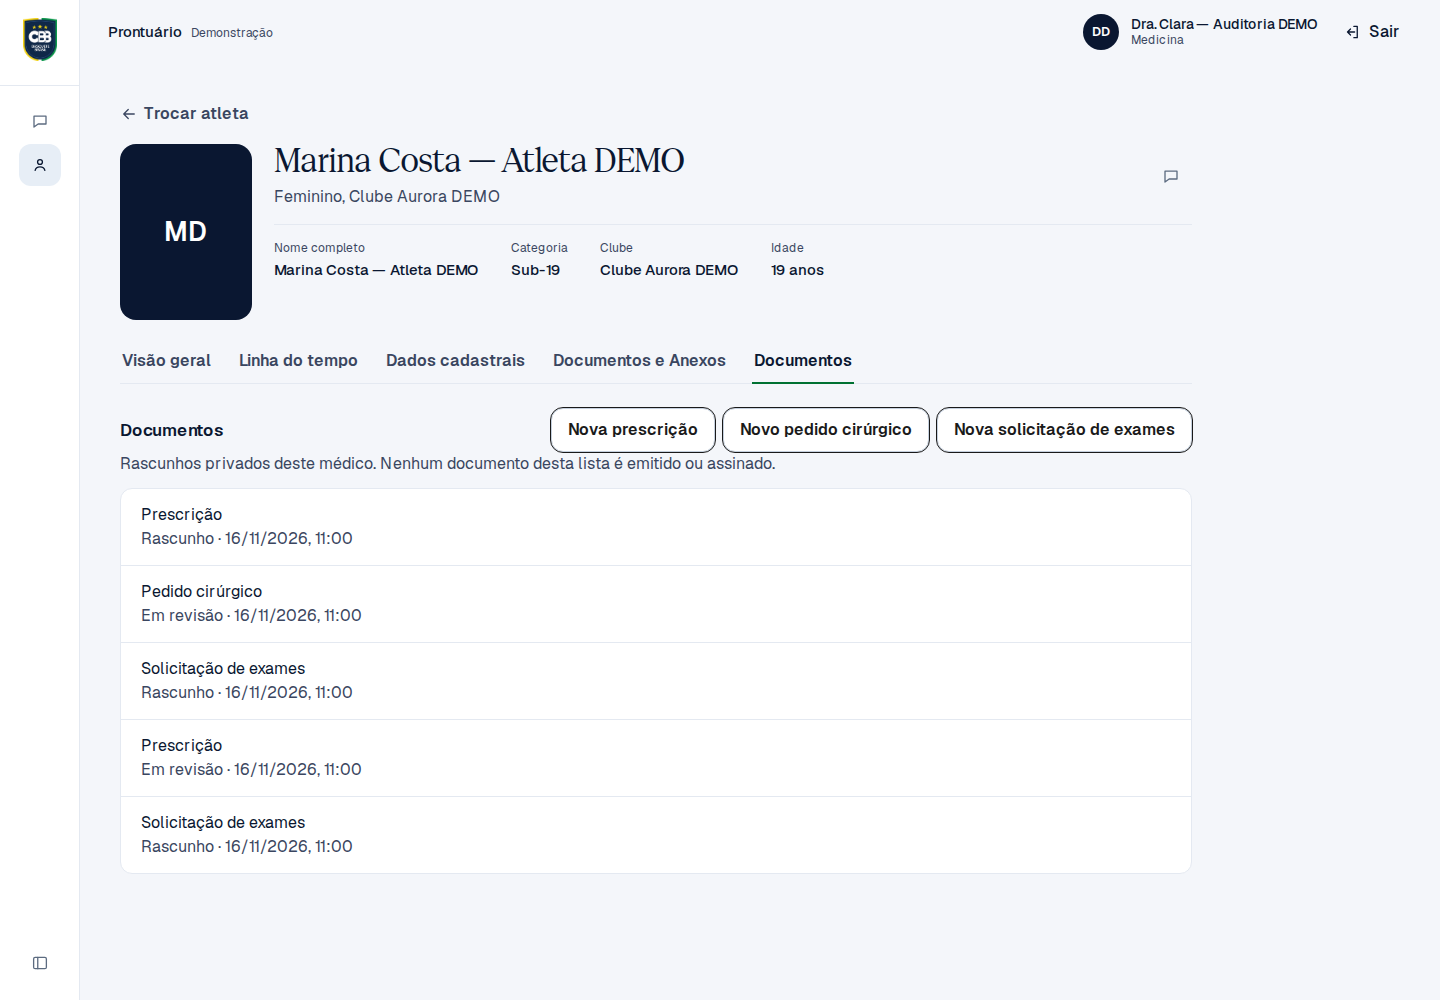 CBB
Prontuário Demonstração
DD
Dra. Clara — Auditoria DEMO
Medicina
Sair
Trocar atleta
MD
Marina Costa — Atleta DEMO
Feminino, Clube Aurora DEMO
Nome completo Categoria Clube Idade
Marina Costa — Atleta DEMO Sub-19 Clube Aurora DEMO 19 anos
Visão geral Linha do tempo Dados cadastrais Documentos e Anexos Documentos
Documentos Nova prescrição Novo pedido cirúrgico Nova solicitação de exames
Rascunhos privados deste médico. Nenhum documento desta lista é emitido ou assinado.
Prescrição
Rascunho · 16/11/2026, 11:00
Pedido cirúrgico
Em revisão · 16/11/2026, 11:00
Solicitação de exames
Rascunho · 16/11/2026, 11:00
Prescrição
Em revisão · 16/11/2026, 11:00
Solicitação de exames
Rascunho · 16/11/2026, 11:00